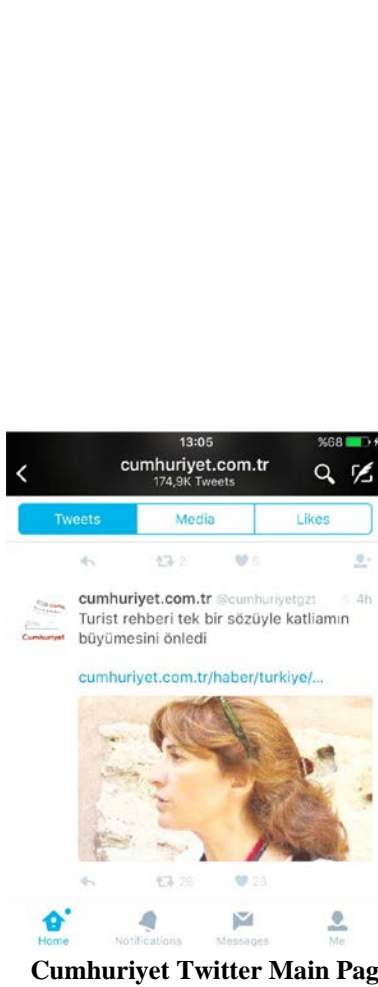 13:05 %68
cumhuriyet.com.tr
174,9K Tweets
Tweets Media Likes
2 5
cumhuriyet.com.tr @cumhuriyetgzt 4h
Turist rehberi tek bir sözüyle katliamın
büyümesini önledi
Cumhuriyet
cumhuriyet.com.tr/haber/turkiye/...
28 23
Home Notifications Messages Me
Cumhuriyet Twitter Main Pag